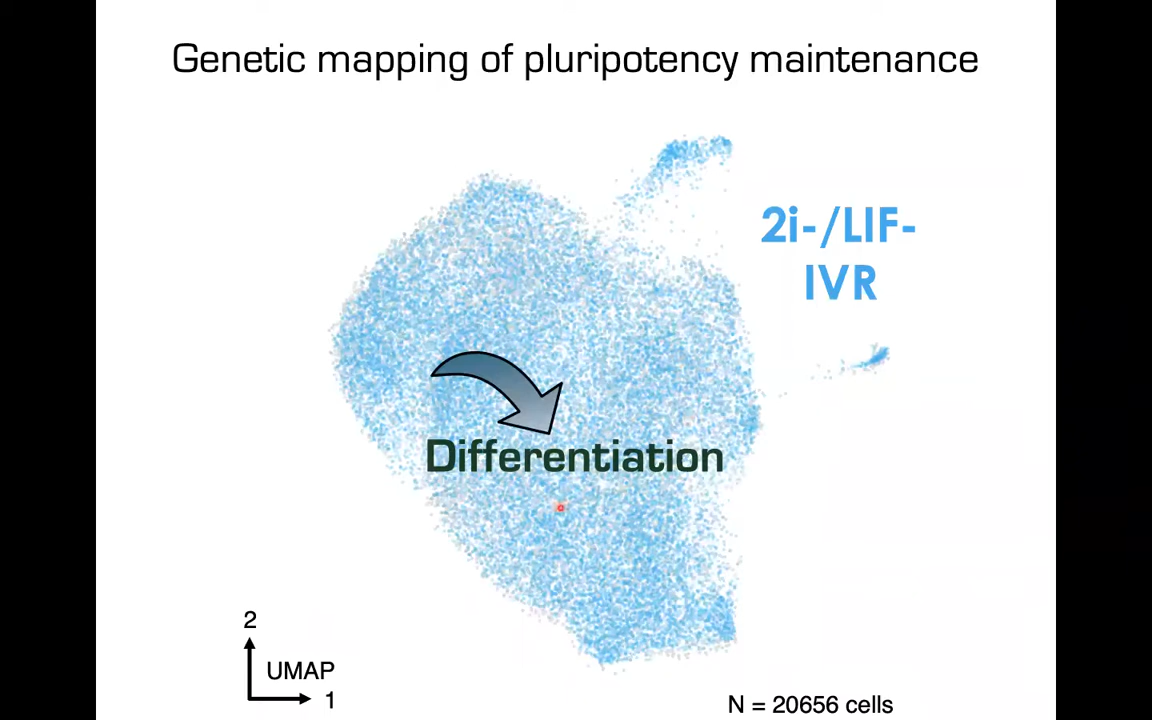 Genetic mapping of pluripotency maintenance
2i-/LIF-
IVR
Differentiation
2
UMAP
1
N = 20656 cells